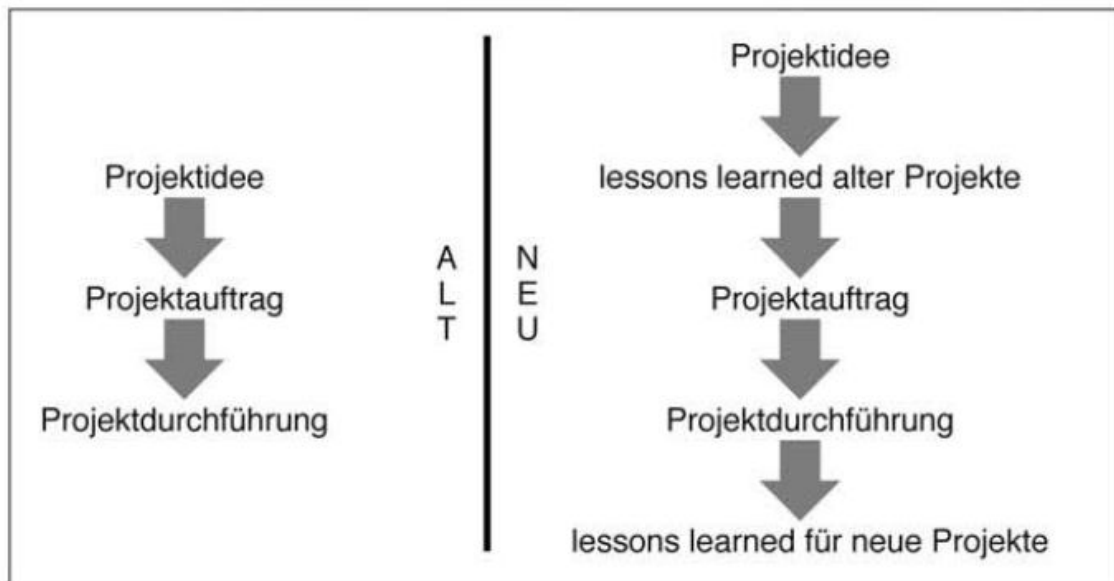 Projektidee
Projektauftrag
Projektdurchführung
A
L
T
N
E
U
Projektidee
lessons learned alter Projekte
Projektauftrag
Projektdurchführung
lessons learned für neue Projekte